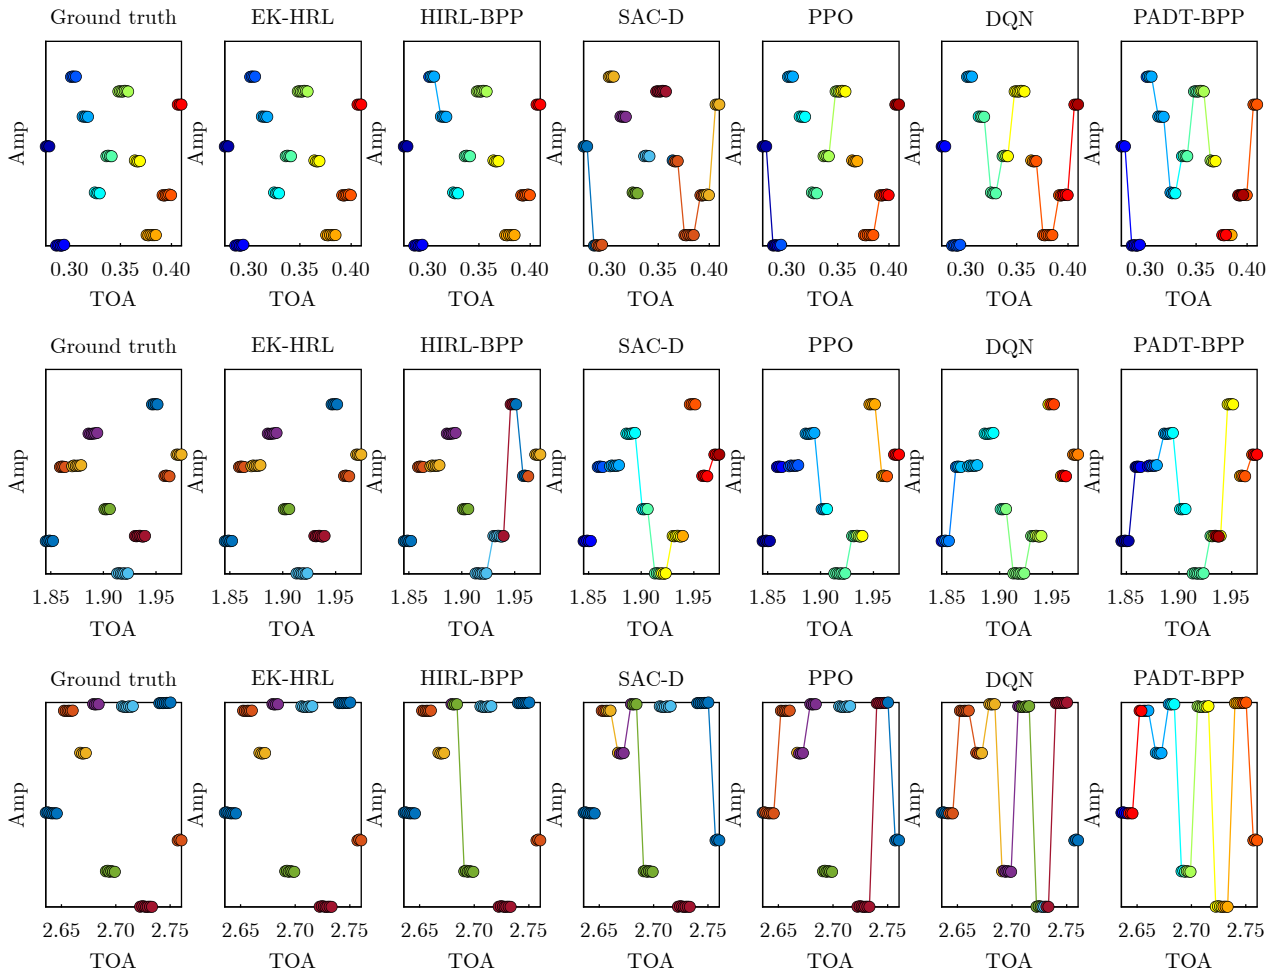 Ground truth EK-HRL HIRL-BPP SAC-D PPO DQN PADT-BPP
Amp Amp Amp Amp Amp Amp Amp
0.30 0.35 0.40 0.30 0.35 0.40 0.30 0.35 0.40 0.30 0.35 0.40 0.30 0.35 0.40 0.30 0.35 0.40 0.30 0.35 0.40
TOA TOA TOA TOA TOA TOA TOA
Ground truth EK-HRL HIRL-BPP SAC-D PPO DQN PADT-BPP
Amp Amp Amp Amp Amp Amp Amp
1.85 1.90 1.95 1.85 1.90 1.95 1.85 1.90 1.95 1.85 1.90 1.95 1.85 1.90 1.95 1.85 1.90 1.95 1.85 1.90 1.95
TOA TOA TOA TOA TOA TOA TOA
Ground truth EK-HRL HIRL-BPP SAC-D PPO DQN PADT-BPP
Amp Amp Amp Amp Amp Amp Amp
2.65 2.70 2.75 2.65 2.70 2.75 2.65 2.70 2.75 2.65 2.70 2.75 2.65 2.70 2.75 2.65 2.70 2.75 2.65 2.70 2.75
TOA TOA TOA TOA TOA TOA TOA